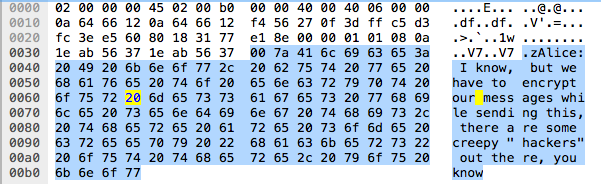 0000 02 00 00 00 45 02 00 b0 00 00 40 00 40 06 00 00 ....E... ..@.@...
0010 0a 64 66 12 0a 64 66 12 f4 56 27 0f 3d ff c5 d3 .df..df. .V'.=...
0020 fc 3e e5 60 80 18 31 77 e1 8e 00 00 01 01 08 0a .>.`..1w ........
0030 1e ab 56 37 1e ab 56 37 00 7a 41 6c 69 63 65 3a ..V7..V7 .zAlice:
0040 20 49 20 6b 6e 6f 77 2c 20 62 75 74 20 77 65 20 I know, but we
0050 68 61 76 65 20 74 6f 20 65 6e 63 72 79 70 74 20 have to encrypt
0060 6f 75 72 20 6d 65 73 73 61 67 65 73 20 77 68 69 our mess ages whi
0070 6c 65 20 73 65 6e 64 69 6e 67 20 74 68 69 73 2c le sendi ng this,
0080 20 74 68 65 72 65 20 61 72 65 20 73 6f 6d 65 20 there a re some
0090 63 72 65 65 70 79 20 22 68 61 63 6b 65 72 73 22 creepy " hackers"
00a0 20 6f 75 74 20 74 68 65 72 65 2c 20 79 6f 75 20 out the re, you
00b0 6b 6e 6f 77 know